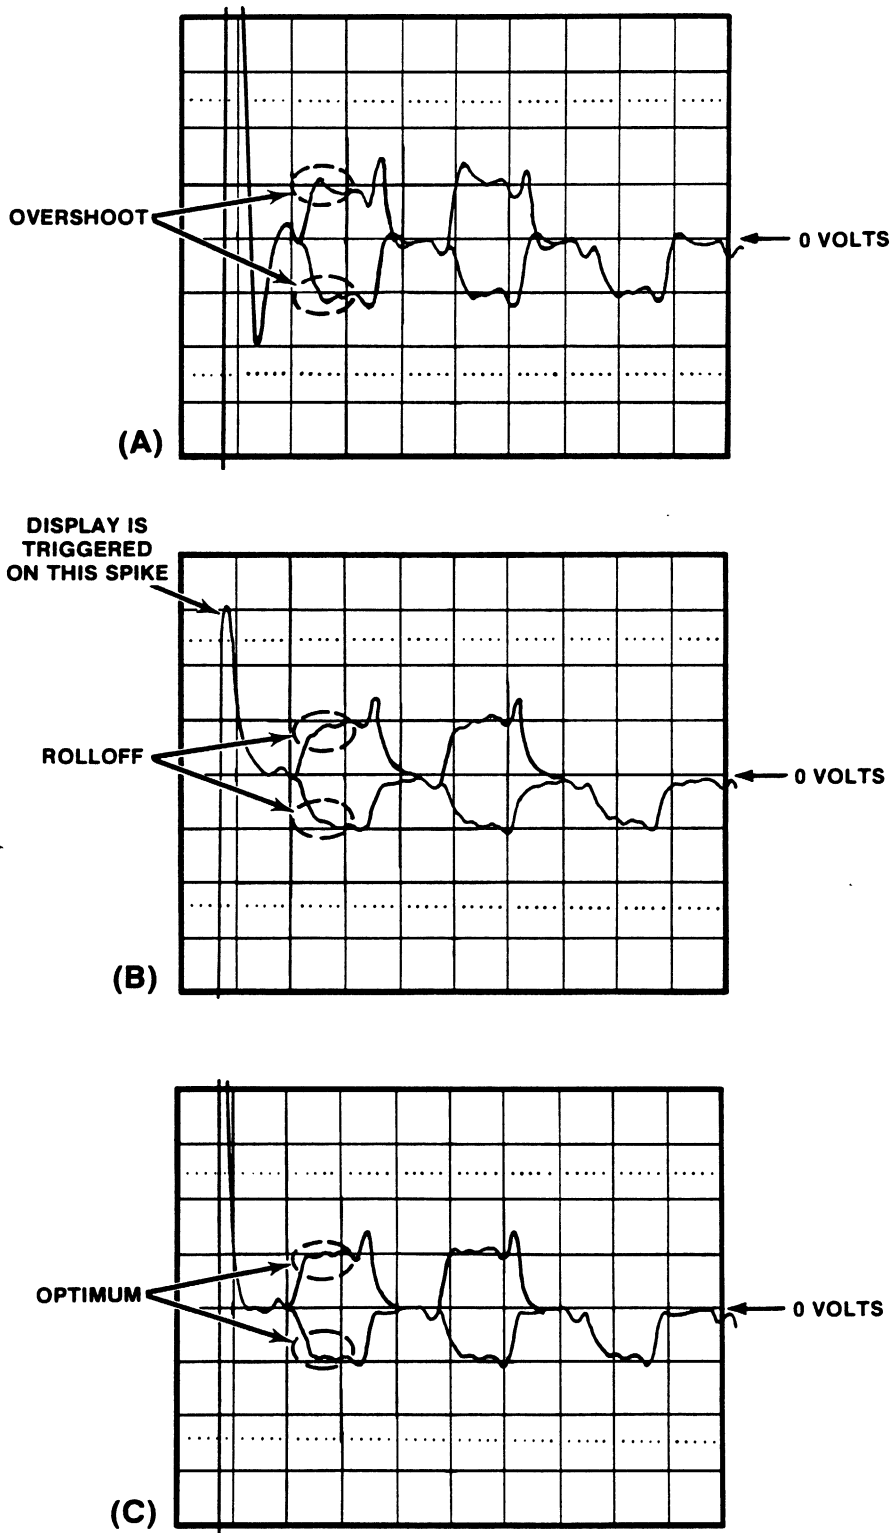 OVERSHOOT
0 VOLTS
(A)
DISPLAY IS
TRIGGERED
ON THIS SPIKE
ROLLOFF
0 VOLTS
(B)
OPTIMUM
0 VOLTS
(C)